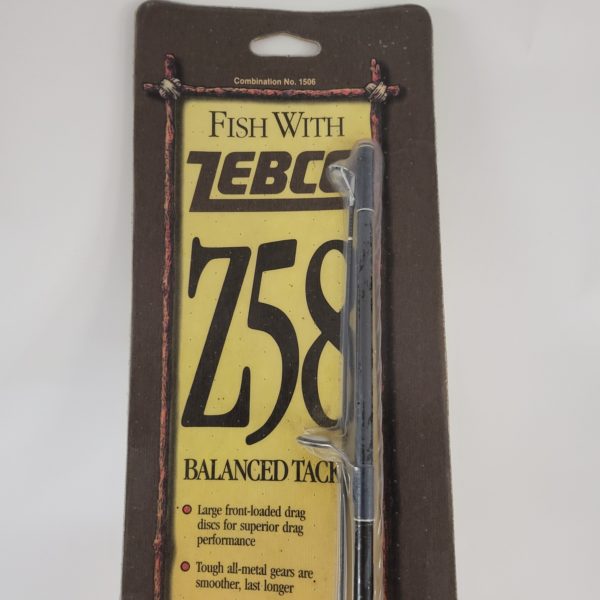 Combination No. 1506
FISH WITH
ZEBCO
Z58
BALANCED TACK
Large front-loaded drag
discs for superior drag
performance
Tough all-metal gears are
smoother, last longer